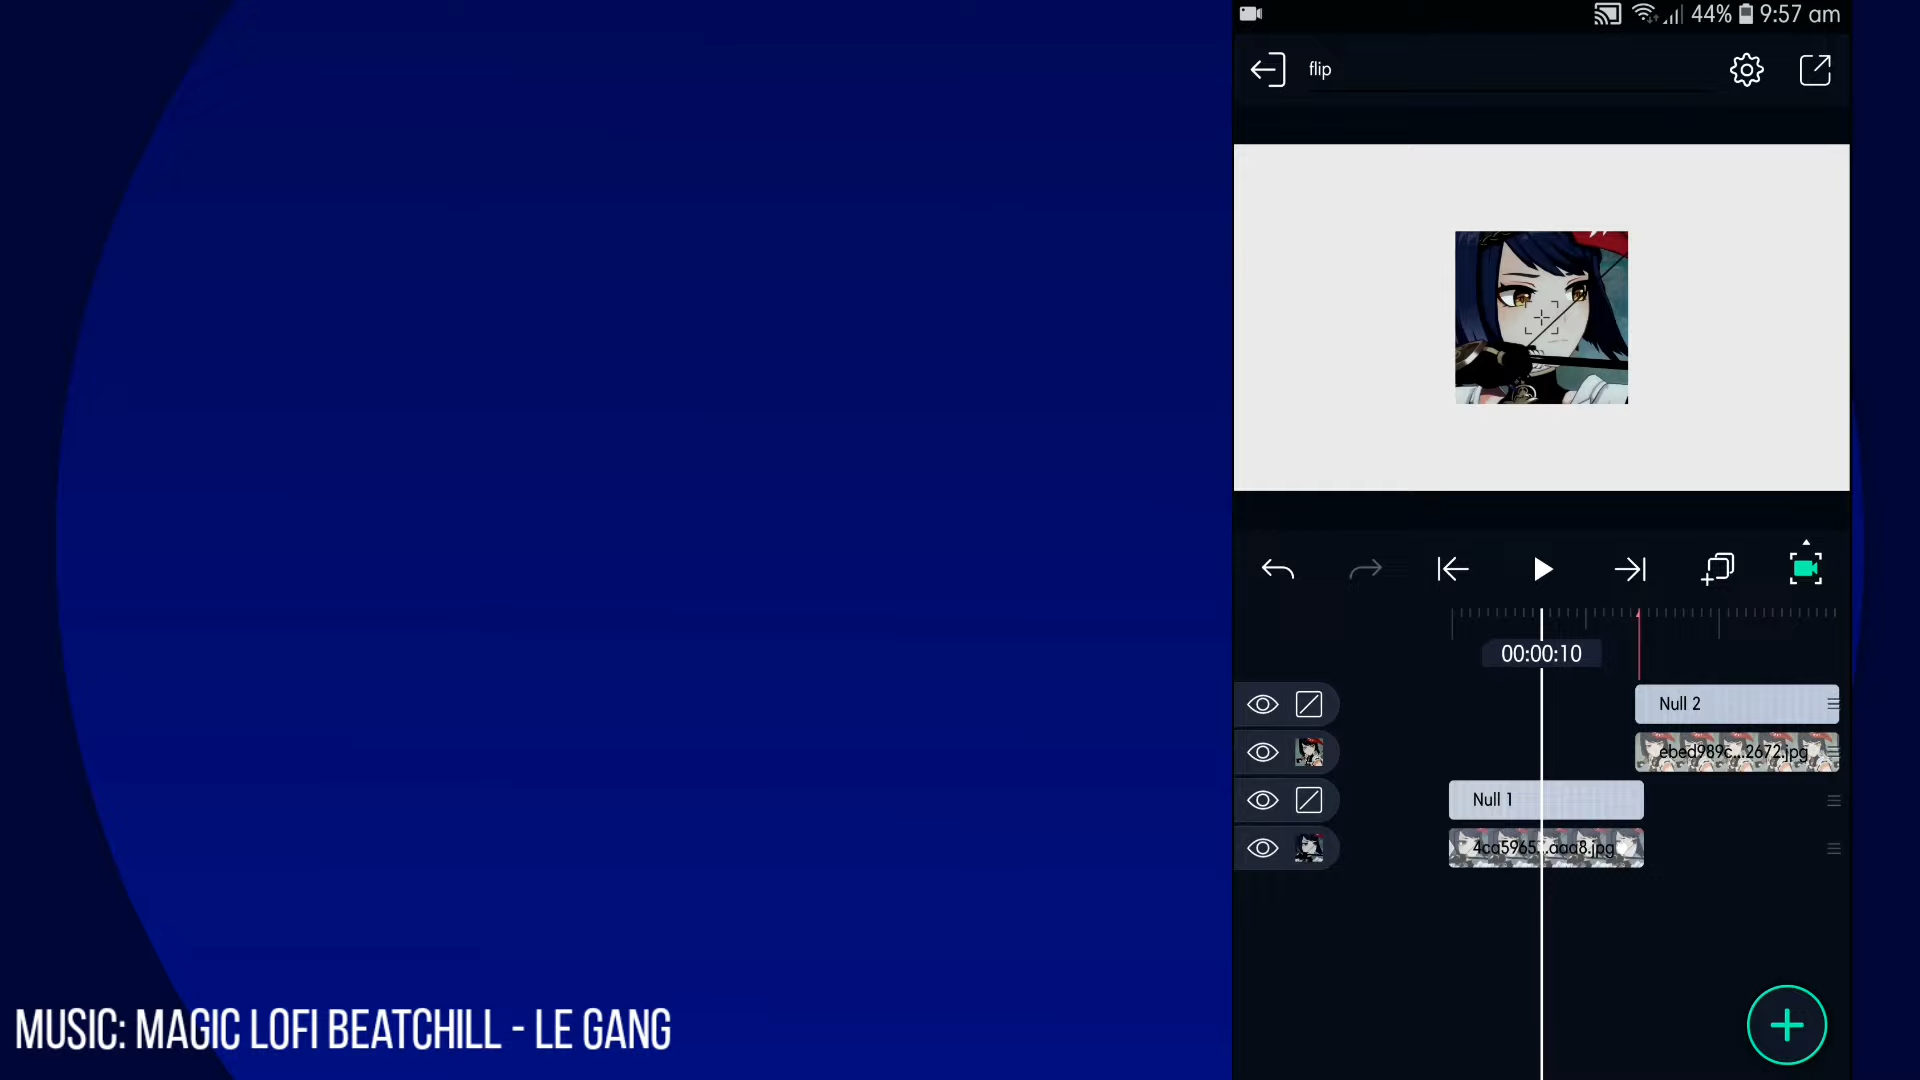 44% 9:57 am
flip
00:00:10
Null 2
ebed989c...2672.jpg
Null 1
4ca5965...aaa8.jpg
MUSIC: MAGIC LOFI BEATCHILL - LE GANG